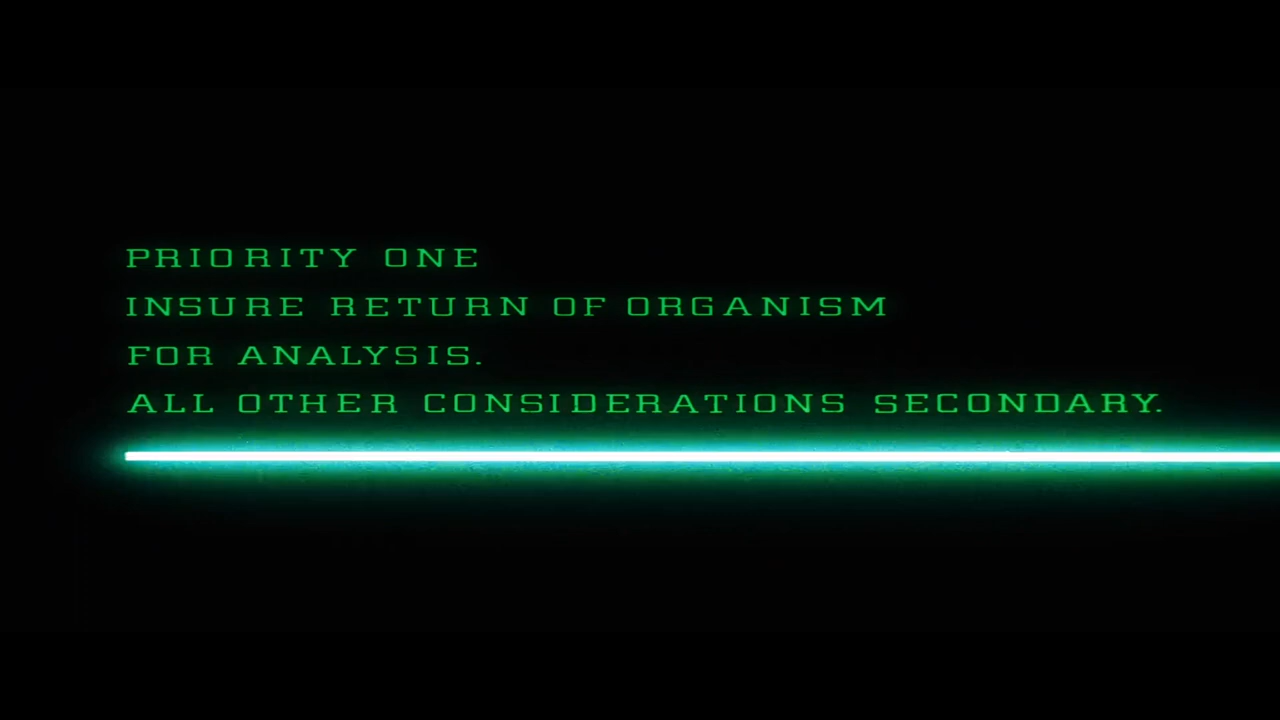 PRIORITY ONE
INSURE RETURN OF ORGANISM
FOR ANALYSIS.
ALL OTHER CONSIDERATIONS SECONDARY.